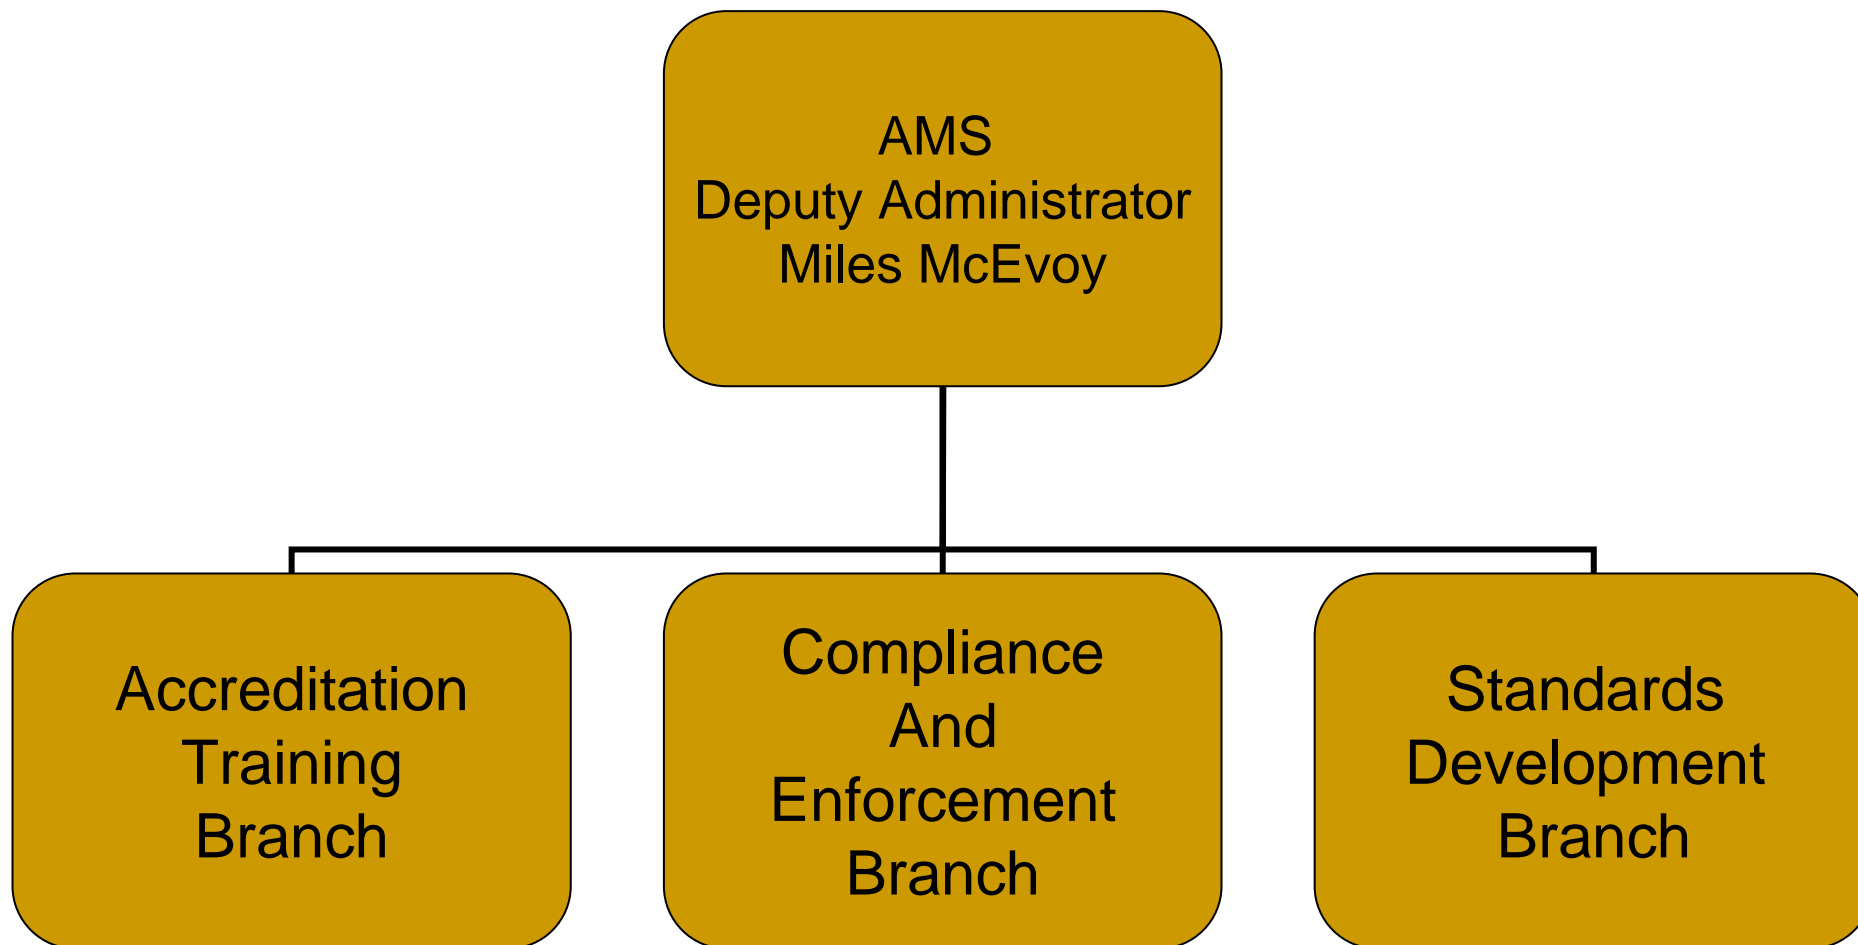 AMS
Deputy Administrator
Miles McEvoy
Accreditation
Training
Branch
Compliance
And
Enforcement
Branch
Standards
Development
Branch